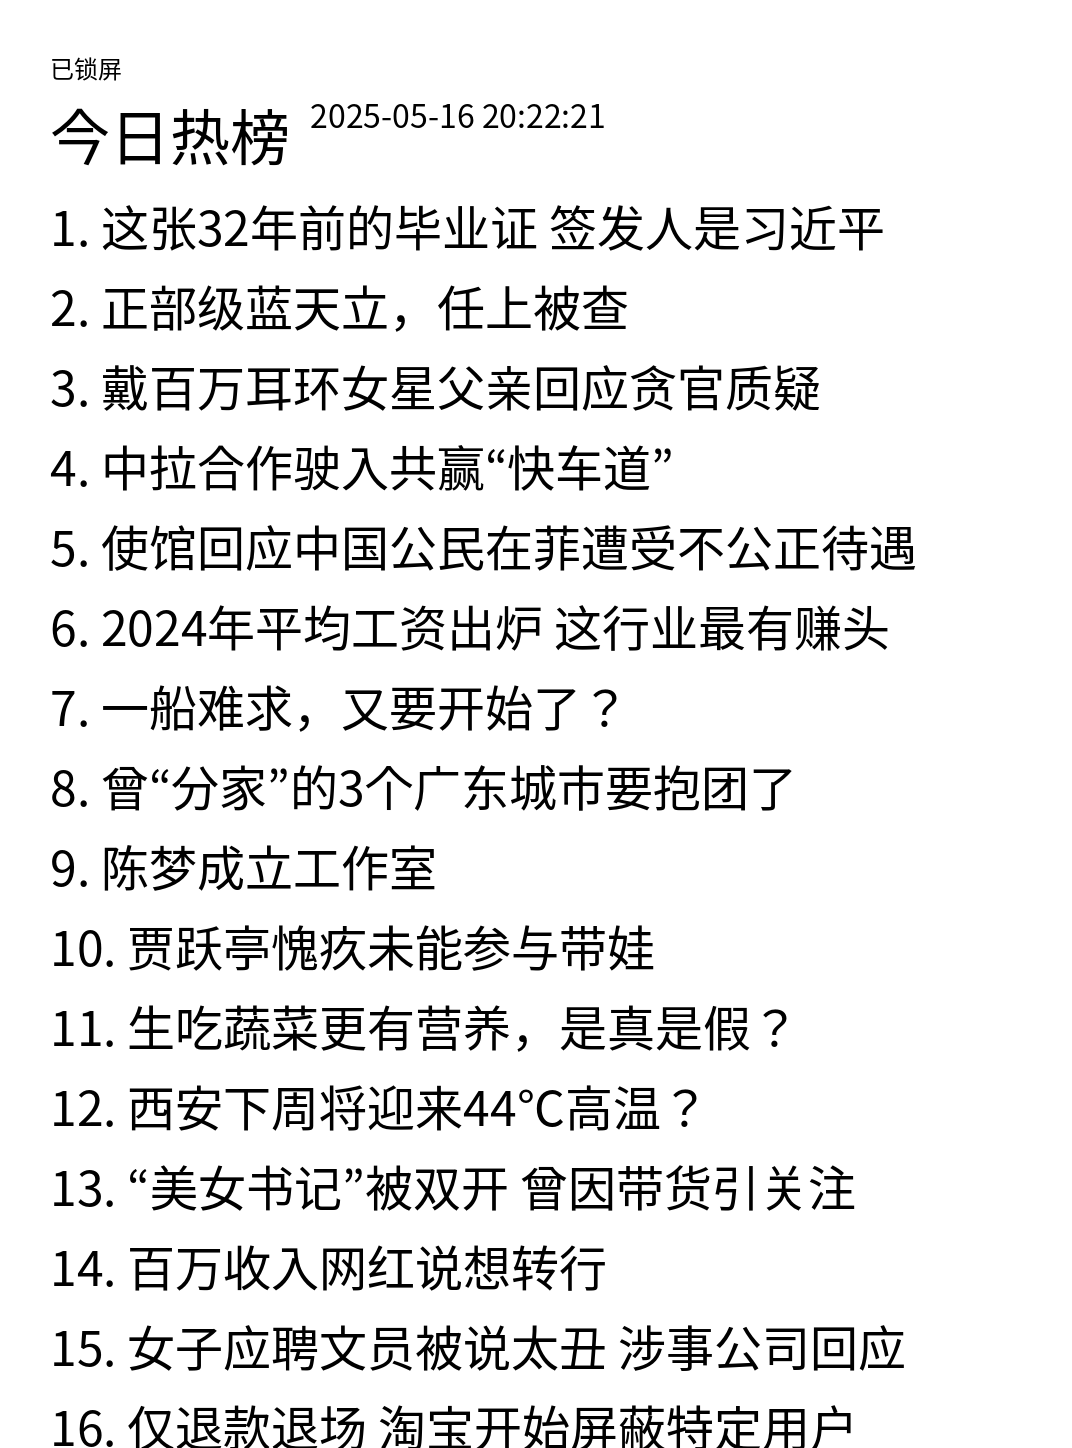 已锁屏
今日热榜 2025-05-16 20:22:21
1. 这张32年前的毕业证 签发人是习近平
2. 正部级蓝天立，任上被查
3. 戴百万耳环女星父亲回应贪官质疑
4. 中拉合作驶入共赢“快车道”
5. 使馆回应中国公民在菲遭受不公正待遇
6. 2024年平均工资出炉 这行业最有赚头
7. 一船难求，又要开始了？
8. 曾“分家”的3个广东城市要抱团了
9. 陈梦成立工作室
10. 贾跃亭愧疚未能参与带娃
11. 生吃蔬菜更有营养，是真是假？
12. 西安下周将迎来44℃高温？
13. “美女书记”被双开 曾因带货引关注
14. 百万收入网红说想转行
15. 女子应聘文员被说太丑 涉事公司回应
16. 仅退款退场 淘宝开始屏蔽特定用户